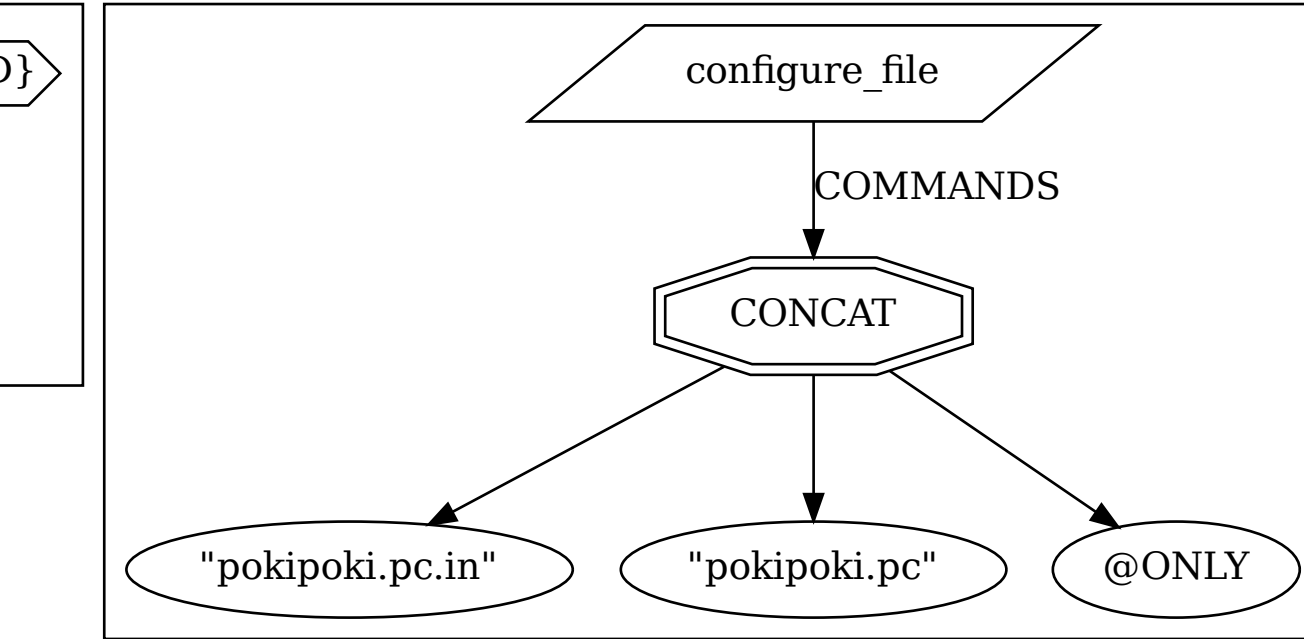 D}
configure_file
COMMANDS
CONCAT
"pokipoki.pc.in"
"pokipoki.pc"
@ONLY